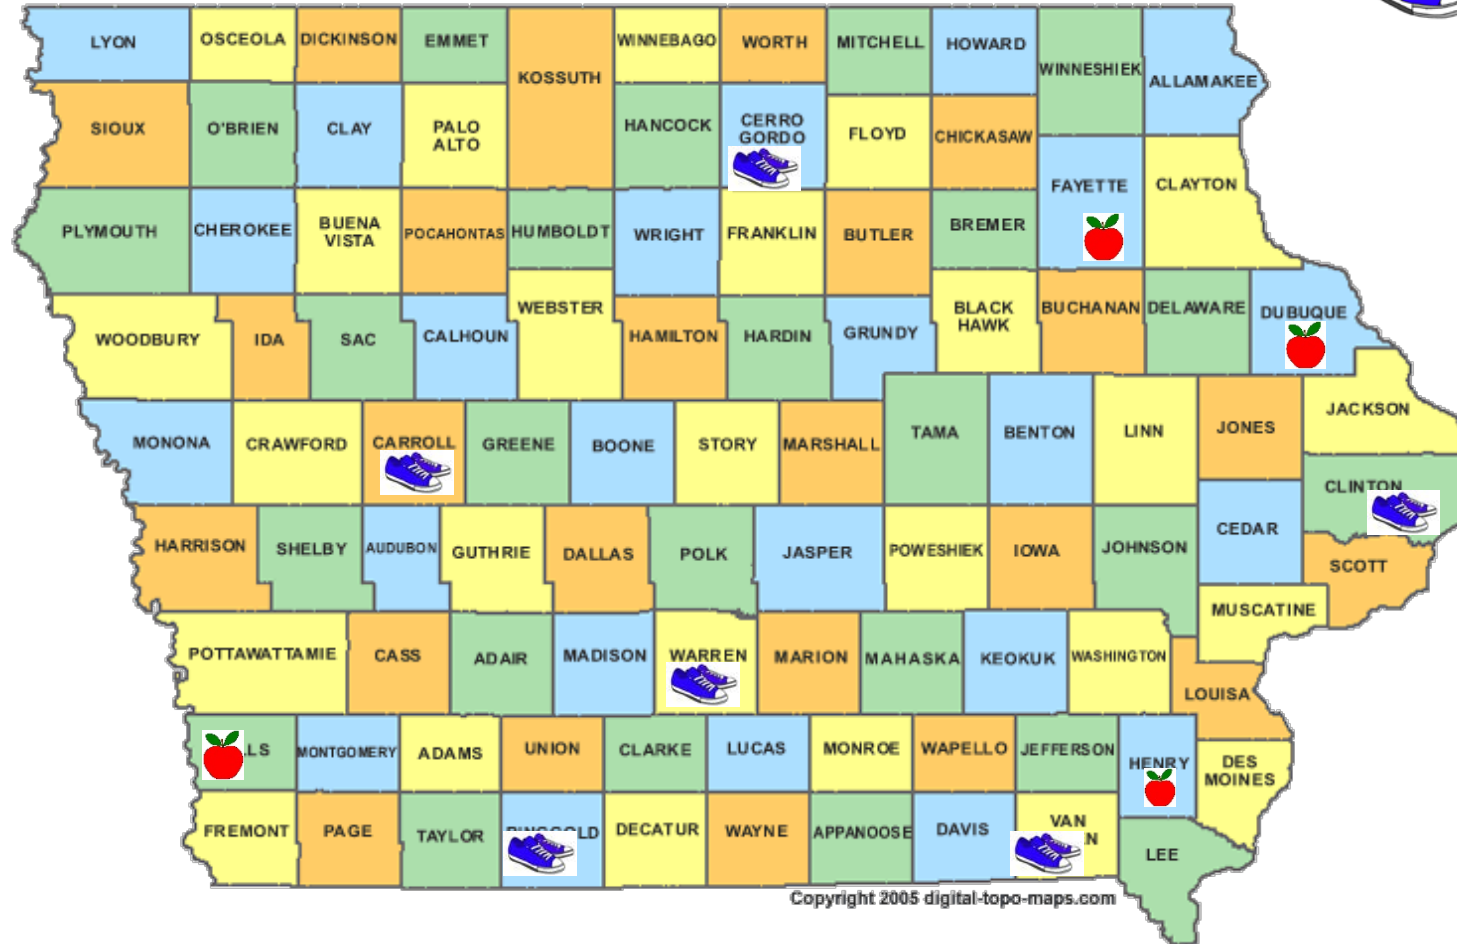 LYON
OSCEOLA
DICKINSON
EMMET
KOSSUTH
WINNEBAGO
WORTH
MITCHELL
HOWARD
WINNESHIEK
ALLAMAKEE
SIOUX
O'BRIEN
CLAY
PALO
ALTO
HANCOCK
CERRO
GORDO
FLOYD
CHICKASAW
FAYETTE
CLAYTON
PLYMOUTH
CHEROKEE
BUENA
VISTA
POCAHONTAS
HUMBOLDT
WRIGHT
FRANKLIN
BUTLER
BREMER
WOODBURY
IDA
SAC
CALHOUN
WEBSTER
HAMILTON
HARDIN
GRUNDY
BLACK
HAWK
BUCHANAN
DELAWARE
DUBUQUE
MONONA
CRAWFORD
CARROLL
GREENE
BOONE
STORY
MARSHALL
TAMA
BENTON
LINN
JONES
JACKSON
CLINTON
HARRISON
SHELBY
AUDUBON
GUTHRIE
DALLAS
POLK
JASPER
POWESHIEK
IOWA
JOHNSON
CEDAR
SCOTT
MUSCATINE
POTTAWATTAMIE
CASS
ADAIR
MADISON
WARREN
MARION
MAHASKA
KEOKUK
WASHINGTON
LOUISA
MONTGOMERY
ADAMS
UNION
CLARKE
LUCAS
MONROE
WAPELLO
JEFFERSON
HENRY
DES
MOINES
FREMONT
PAGE
TAYLOR
DECATUR
WAYNE
APPANOOSE
DAVIS
VAN
LEE
Copyright 2005 digital-topo-maps.com